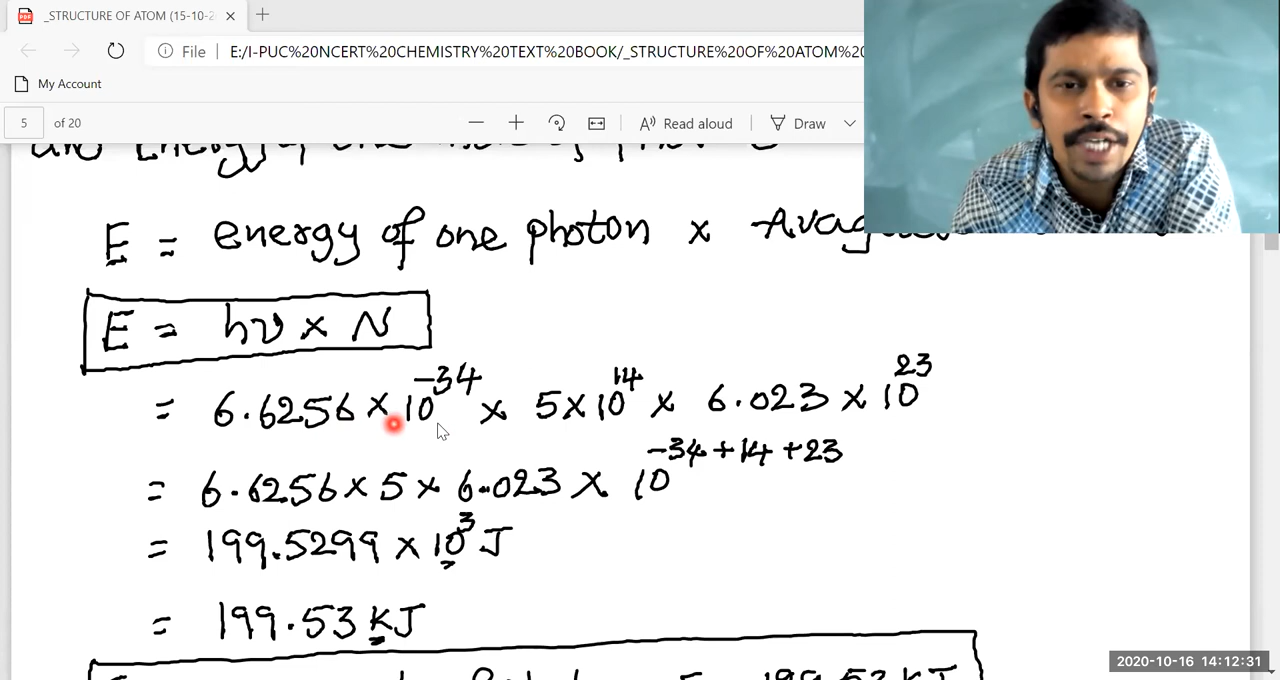 _STRUCTURE OF ATOM (15-10-2
File E:/I-PUC%20NCERT%20CHEMISTRY%20TEXT%20BOOK/_STRUCTURE%20OF%20ATOM%20
My Account
5 of 20 Read aloud Draw
E = energy of one photon ×
E = hν × N
= 6.6256 × 10^-34 × 5 × 10^14 × 6.023 × 10^23
= 6.6256 × 5 × 6.023 × 10^-34+14+23
= 199.5299 × 10^3 J
= 199.53 KJ
199.53 KJ
2020-10-16 14:12:31